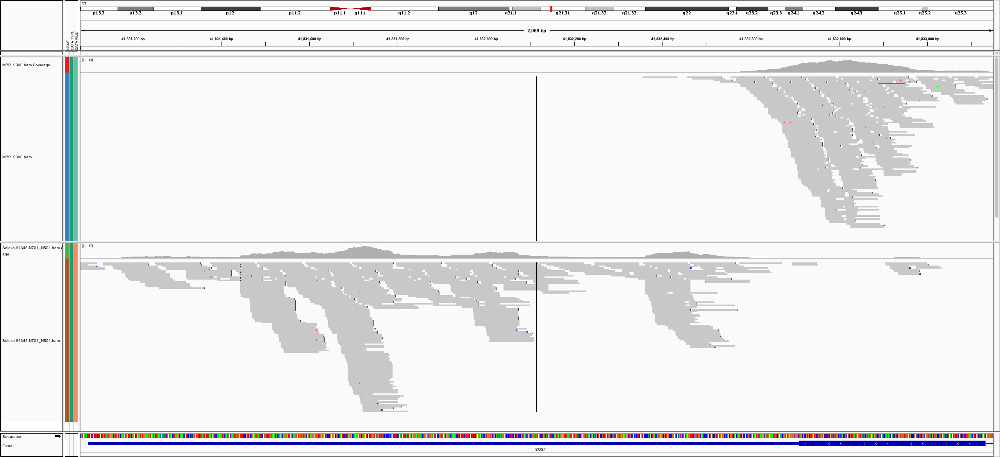 17
p13.3 p13.2 p13.1 p12 p11.2 p11.1 q11.1 q11.2 q12 q21.1 q21.31 q21.32 q21.33 q22 q23.1 q23.2 q23.3 q24.1 q24.2 q24.3 q25.1 q25.2 q25.3
2,069 bp
41,831,200 bp 41,831,400 bp 41,831,600 bp 41,831,800 bp 41,832,000 bp 41,832,200 bp 41,832,400 bp 41,832,600 bp 41,832,800 bp 41,833,000 bp
NAME
DATA TYPE
DATA FILE
MPP_9300.bam Coverage
[0 - 113]
MPP_9300.bam
Solexa-91345.N701_N501.bam C
age
[0 - 117]
Solexa-91345.N701_N501.bam
Sequence
Gene
SOST